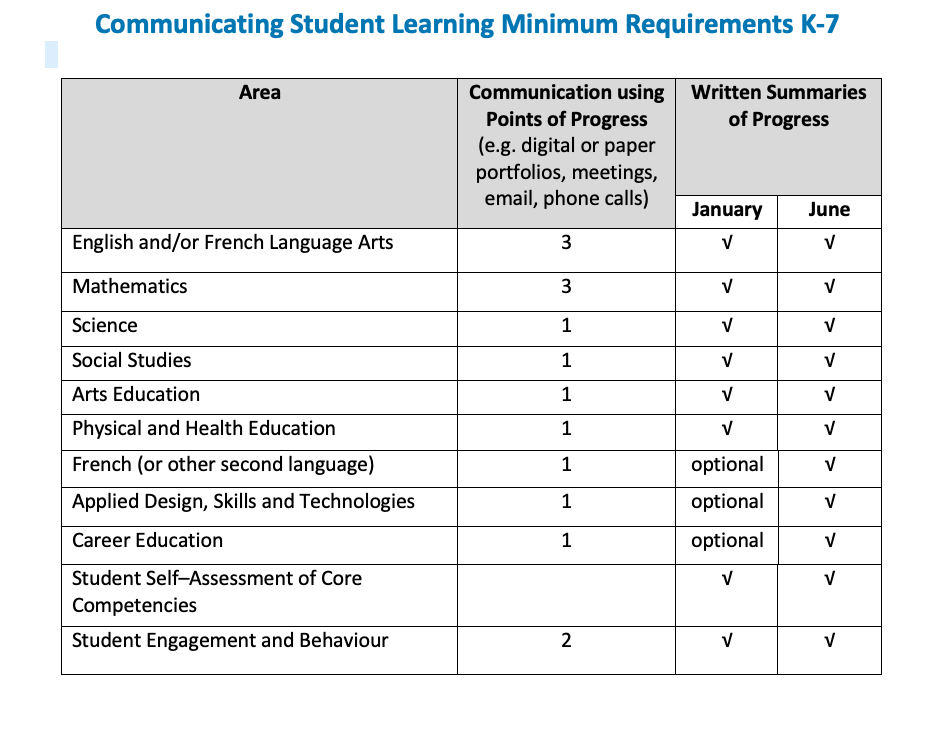 Communicating Student Learning Minimum Requirements K-7
Area
Communication using
Points of Progress
(e.g. digital or paper
portfolios, meetings,
email, phone calls)
Written Summaries
of Progress
January June
English and/or French Language Arts 3 √ √
Mathematics 3 √ √
Science 1 √ √
Social Studies 1 √ √
Arts Education 1 √ √
Physical and Health Education 1 √ √
French (or other second language) 1 optional √
Applied Design, Skills and Technologies 1 optional √
Career Education 1 optional √
Student Self–Assessment of Core √ √
Competencies
Student Engagement and Behaviour 2 √ √